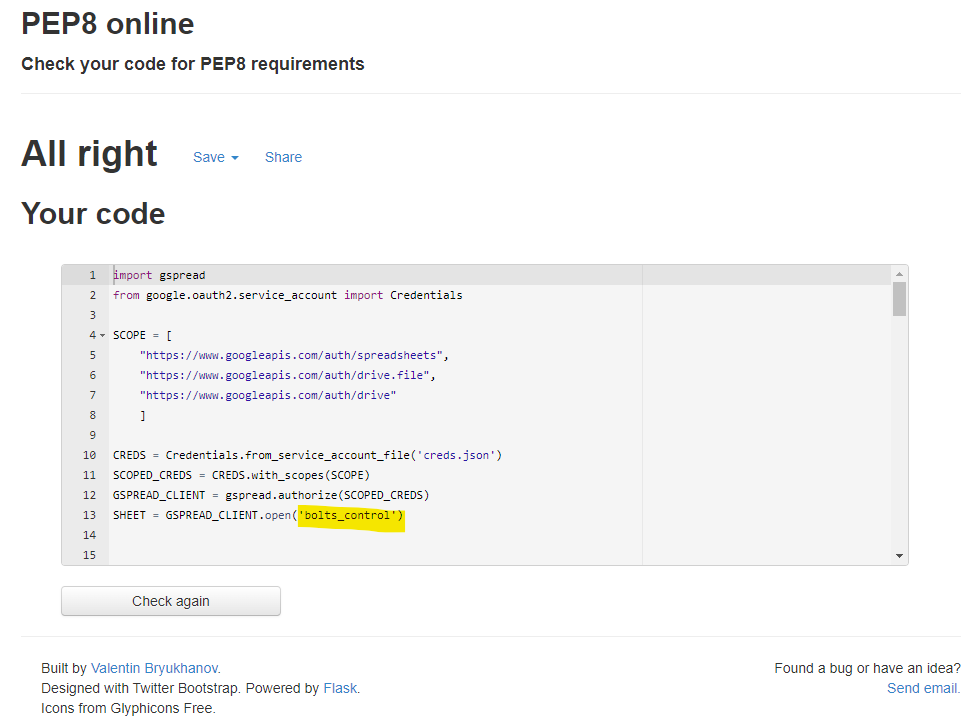 PEP8 online
Check your code for PEP8 requirements
All right Save Share
Your code
1 import gspread
2 from google.oauth2.service_account import Credentials
3
4 SCOPE = [
5 "https://www.googleapis.com/auth/spreadsheets",
6 "https://www.googleapis.com/auth/drive.file",
7 "https://www.googleapis.com/auth/drive"
8 ]
9
10 CREDS = Credentials.from_service_account_file('creds.json')
11 SCOPED_CREDS = CREDS.with_scopes(SCOPE)
12 GSPREAD_CLIENT = gspread.authorize(SCOPED_CREDS)
13 SHEET = GSPREAD_CLIENT.open('bolts_control')
14
15
Check again
Built by Valentin Bryukhanov. Found a bug or have an idea?
Designed with Twitter Bootstrap. Powered by Flask. Send email.
Icons from Glyphicons Free.